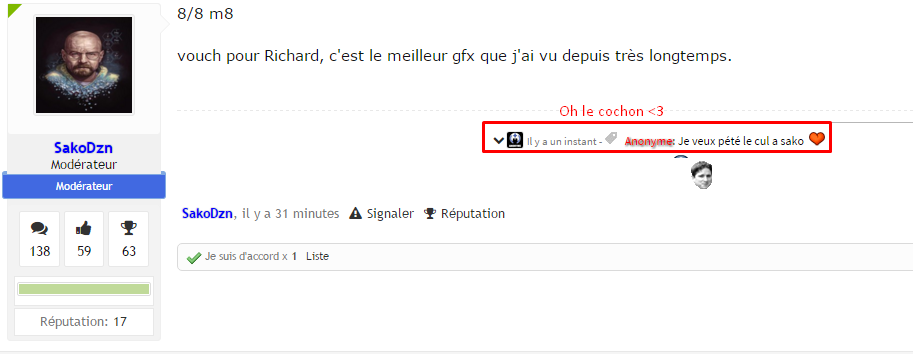 8/8 m8
vouch pour Richard, c'est le meilleur gfx que j'ai vu depuis très longtemps.
Oh le cochon <3
Il y a un instant - Anonyme: Je veux pété le cul a sako
SakoDzn
Modérateur
Modérateur
138 59 63
Réputation: 17
SakoDzn, il y a 31 minutes Signaler Réputation
Je suis d'accord x 1 Liste